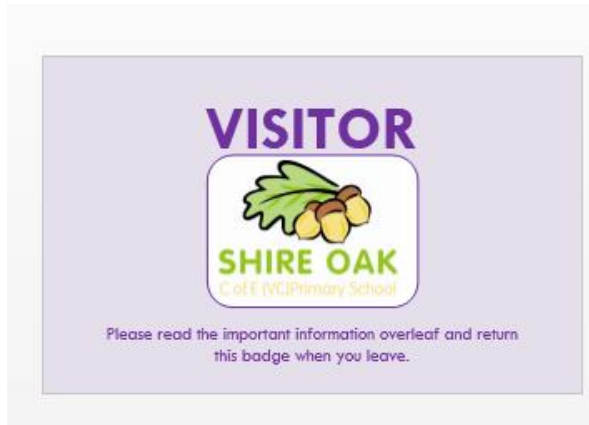 VISITOR
SHIRE OAK
C of E (VC)Primary School
Please read the important information overleaf and return
this badge when you leave.